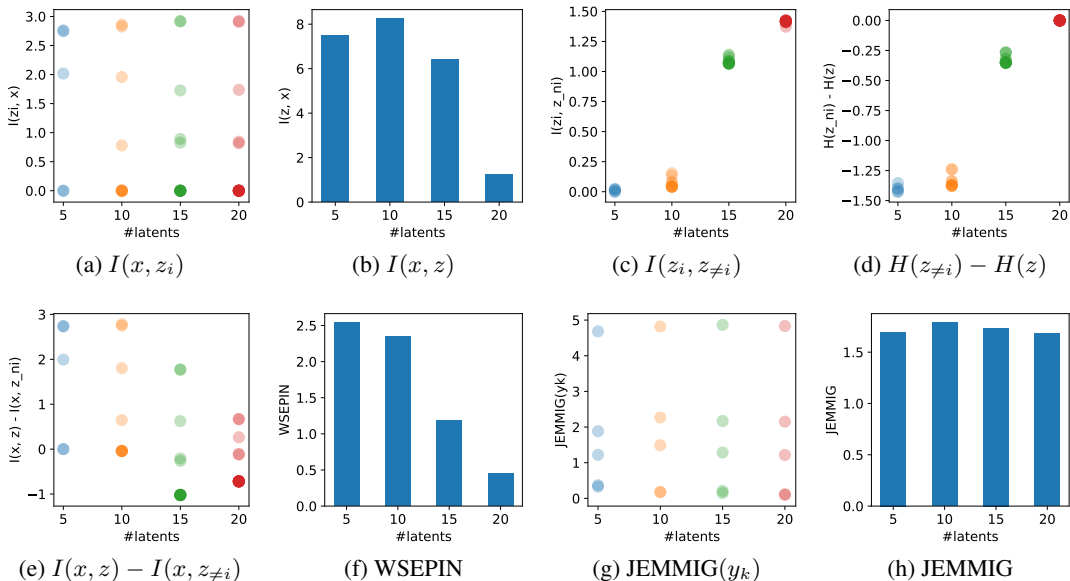 I(zi, x)
3.0
2.5
2.0
1.5
1.0
0.5
0.0
5 10 15 20
#latents
(a) I(x, z_i)
I(z, x)
8
6
4
2
0
5 10 15 20
#latents
(b) I(x, z)
I(zi, z_ni)
1.50
1.25
1.00
0.75
0.50
0.25
0.00
5 10 15 20
#latents
(c) I(z_i, z_{≠i})
H(z_ni) - H(z)
0.00
−0.25
−0.50
−0.75
−1.00
−1.25
−1.50
5 10 15 20
#latents
(d) H(z_{≠i}) − H(z)
I(x, z) - I(x, z_ni)
3
2
1
0
−1
5 10 15 20
#latents
(e) I(x, z) − I(x, z_{≠i})
WSEPIN
2.5
2.0
1.5
1.0
0.5
0.0
5 10 15 20
#latents
(f) WSEPIN
JEMMIG(yk)
5
4
3
2
1
0
5 10 15 20
#latents
(g) JEMMIG(y_k)
JEMMIG
1.5
1.0
0.5
0.0
5 10 15 20
#latents
(h) JEMMIG